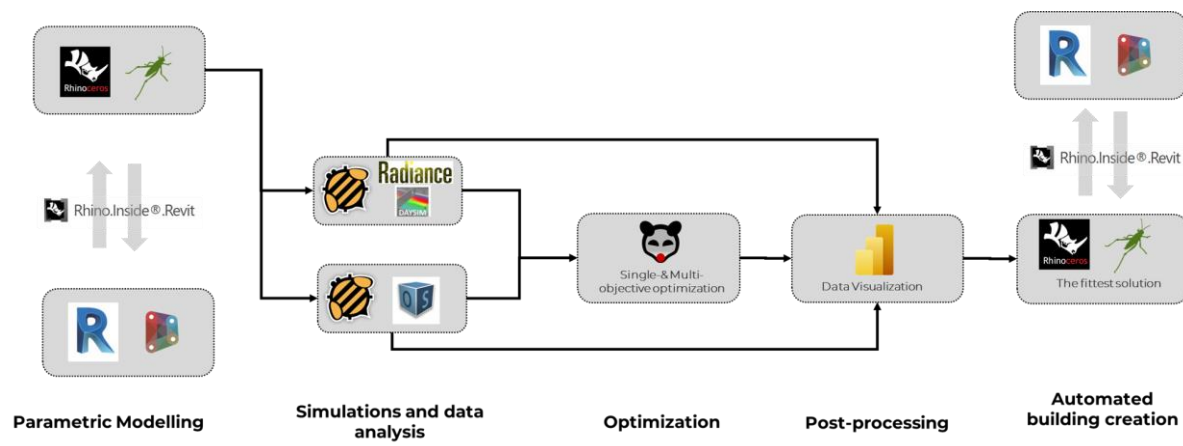 Rhinoceros
Rhino.Inside®.Revit
Radiance
DAYSIM
OS
Single-& Multi-
objective optimization
Data Visualization
R
Rhino.Inside®.Revit
Rhinoceros
The fittest solution
R
Parametric Modelling
Simulations and data
analysis
Optimization
Post-processing
Automated
building creation